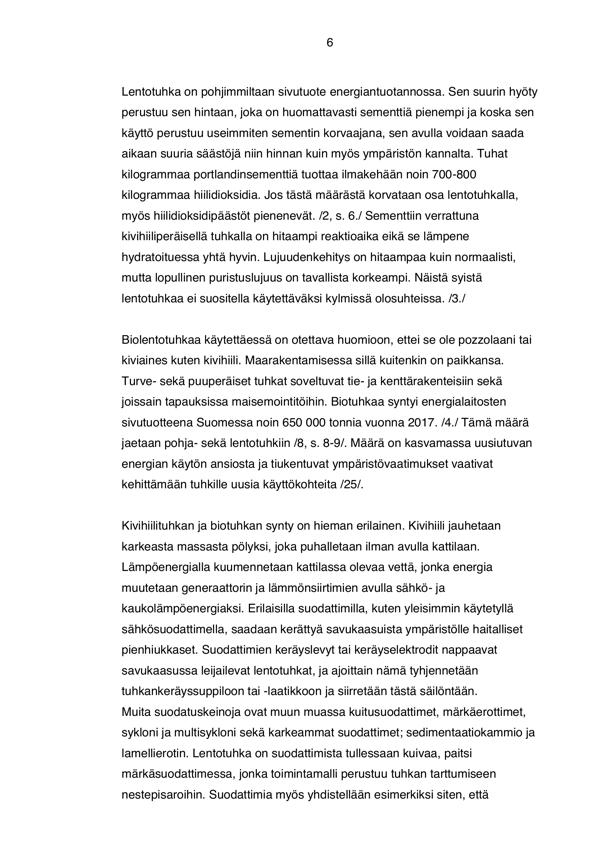 6
Lentotuhka on pohjimmiltaan sivutuote energiantuotannossa. Sen suurin hyöty
perustuu sen hintaan, joka on huomattavasti sementtiä pienempi ja koska sen
käyttö perustuu useimmiten sementin korvaajana, sen avulla voidaan saada
aikaan suuria säästöjä niin hinnan kuin myös ympäristön kannalta. Tuhat
kilogrammaa portlandinsementtiä tuottaa ilmakehään noin 700-800
kilogrammaa hiilidioksidia. Jos tästä määrästä korvataan osa lentotuhkalla,
myös hiilidioksidipäästöt pienenevät. /2, s. 6./ Sementtiin verrattuna
kivihiiliperäisellä tuhkalla on hitaampi reaktioaika eikä se lämpene
hydratoituessa yhtä hyvin. Lujuudenkehitys on hitaampaa kuin normaalisti,
mutta lopullinen puristuslujuus on tavallista korkeampi. Näistä syistä
lentotuhkaa ei suositella käytettäväksi kylmissä olosuhteissa. /3./
Biolentotuhkaa käytettäessä on otettava huomioon, ettei se ole pozzolaani tai
kiviaines kuten kivihiili. Maarakentamisessa sillä kuitenkin on paikkansa.
Turve- sekä puuperäiset tuhkat soveltuvat tie- ja kenttärakenteisiin sekä
joissain tapauksissa maisemointitöihin. Biotuhkaa syntyi energialaitosten
sivutuotteena Suomessa noin 650 000 tonnia vuonna 2017. /4./ Tämä määrä
jaetaan pohja- sekä lentotuhkiin /8, s. 8-9/. Määrä on kasvamassa uusiutuvan
energian käytön ansiosta ja tiukentuvat ympäristövaatimukset vaativat
kehittämään tuhkille uusia käyttökohteita /25/.
Kivihiilituhkan ja biotuhkan synty on hieman erilainen. Kivihiili jauhetaan
karkeasta massasta pölyksi, joka puhalletaan ilman avulla kattilaan.
Lämpöenergialla kuumennetaan kattilassa olevaa vettä, jonka energia
muutetaan generaattorin ja lämmönsiirtimien avulla sähkö- ja
kaukolämpöenergiaksi. Erilaisilla suodattimilla, kuten yleisimmin käytetyllä
sähkösuodattimella, saadaan kerättyä savukaasuista ympäristölle haitalliset
pienhiukkaset. Suodattimien keräyslevyt tai keräyselektrodit nappaavat
savukaasussa leijailevat lentotuhkat, ja ajoittain nämä tyhjennetään
tuhkankeräyssuppiloon tai -laatikkoon ja siirretään tästä säilöntään.
Muita suodatuskeinoja ovat muun muassa kuitusuodattimet, märkäerottimet,
sykloni ja multisykloni sekä karkeammat suodattimet; sedimentaatiokammio ja
lamellierotin. Lentotuhka on suodattimista tullessaan kuivaa, paitsi
märkäsuodattimessa, jonka toimintamalli perustuu tuhkan tarttumiseen
nestepisaroihin. Suodattimia myös yhdistellään esimerkiksi siten, että